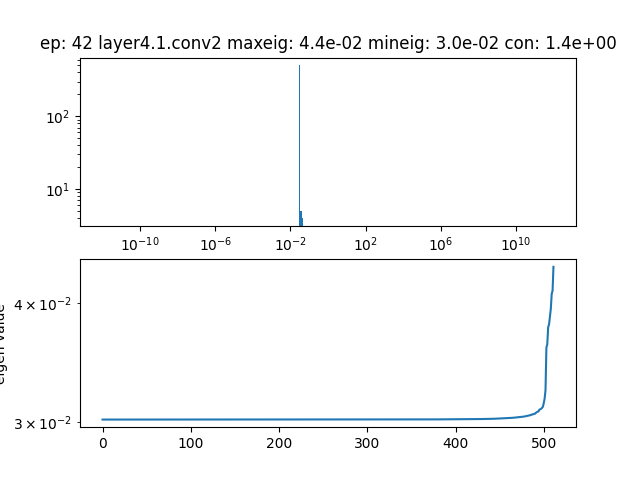 ep: 42 layer4.1.conv2 maxeig: 4.4e-02 mineig: 3.0e-02 con: 1.4e+00
10²
10¹
10⁻¹⁰ 10⁻⁶ 10⁻² 10² 10⁶ 10¹⁰
4 × 10⁻²
3 × 10⁻²
eigen value
0 100 200 300 400 500